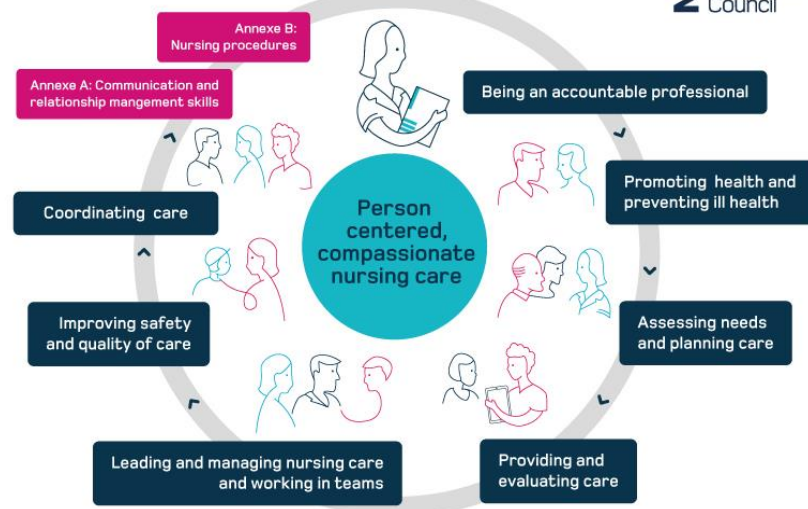 Council
Annexe B:
Nursing procedures
Annexe A: Communication and
relationship mangement skills
Being an accountable professional
Promoting health and
preventing ill health
Assessing needs
and planning care
Providing and
evaluating care
Leading and managing nursing care
and working in teams
Improving safety
and quality of care
Coordinating care
Person
centered,
compassionate
nursing care